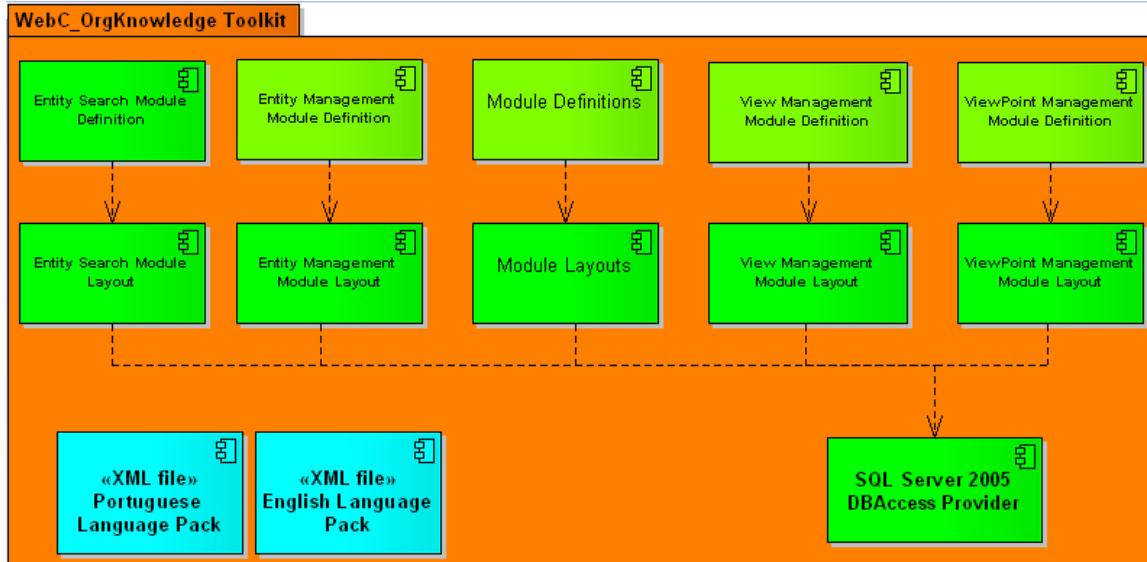 WebC_OrgKnowledge Toolkit
Entity Search Module
Definition
Entity Management
Module Definition
Module Definitions
View Management
Module Definition
ViewPoint Management
Module Definition
Entity Search Module
Layout
Entity Management
Module Layout
Module Layouts
View Management
Module Layout
ViewPoint Management
Module Layout
«XML file»
Portuguese
Language Pack
«XML file»
English Language
Pack
SQL Server 2005
DBAccess Provider